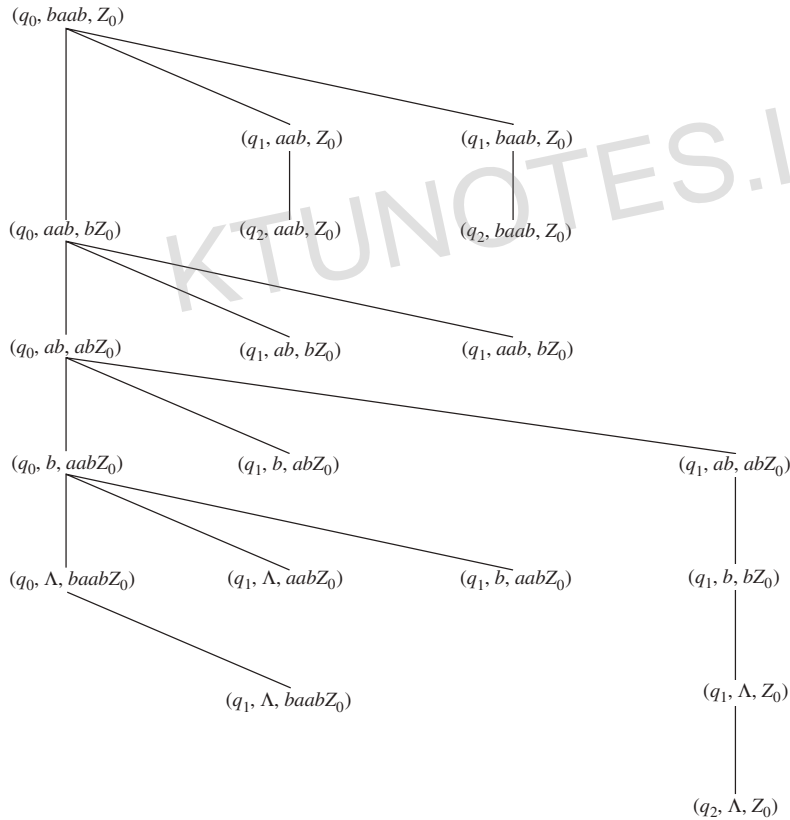 (q₀, baab, Z₀)
(q₁, aab, Z₀) (q₁, baab, Z₀)
(q₀, aab, bZ₀) (q₂, aab, Z₀) (q₂, baab, Z₀)
KTUNOTES.I
(q₀, ab, abZ₀) (q₁, ab, bZ₀) (q₁, aab, bZ₀)
(q₀, b, aabZ₀) (q₁, b, abZ₀) (q₁, ab, abZ₀)
(q₀, Λ, baabZ₀) (q₁, Λ, aabZ₀) (q₁, b, aabZ₀) (q₁, b, bZ₀)
(q₁, Λ, baabZ₀) (q₁, Λ, Z₀)
(q₂, Λ, Z₀)